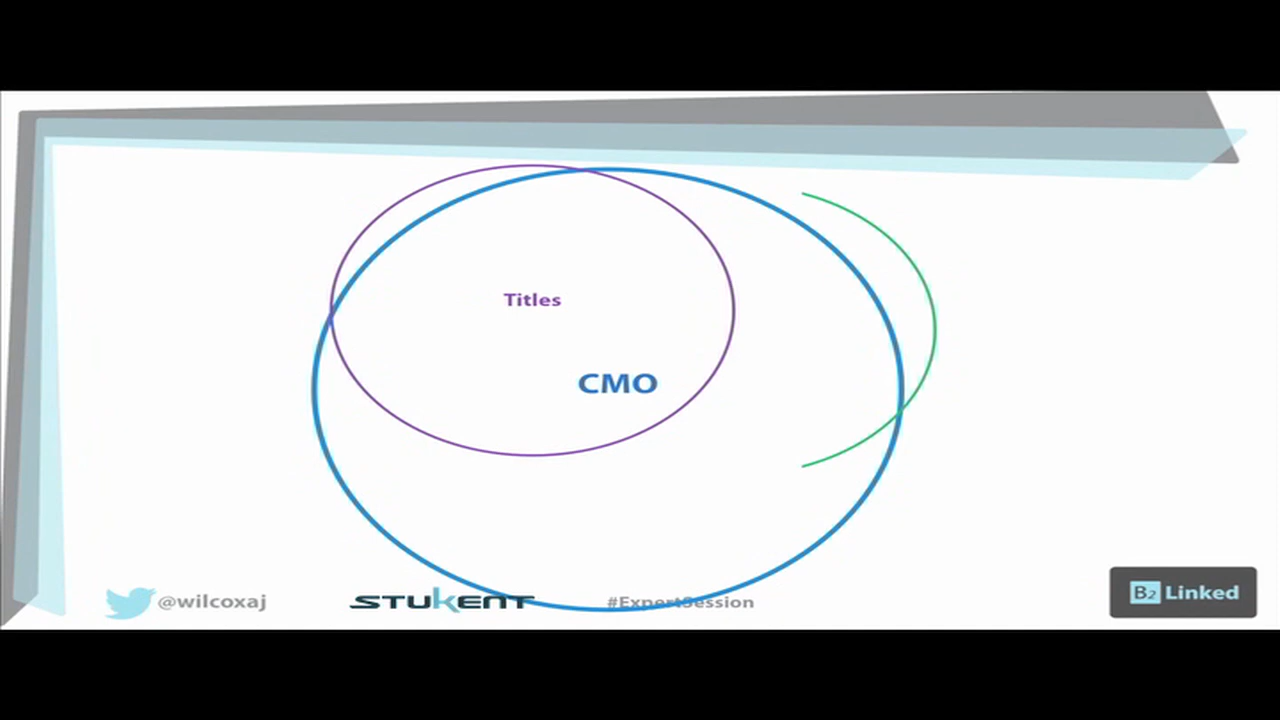 Titles
CMO
@wilcoxaj
STUKENT
#ExpertSession
B2 Linked